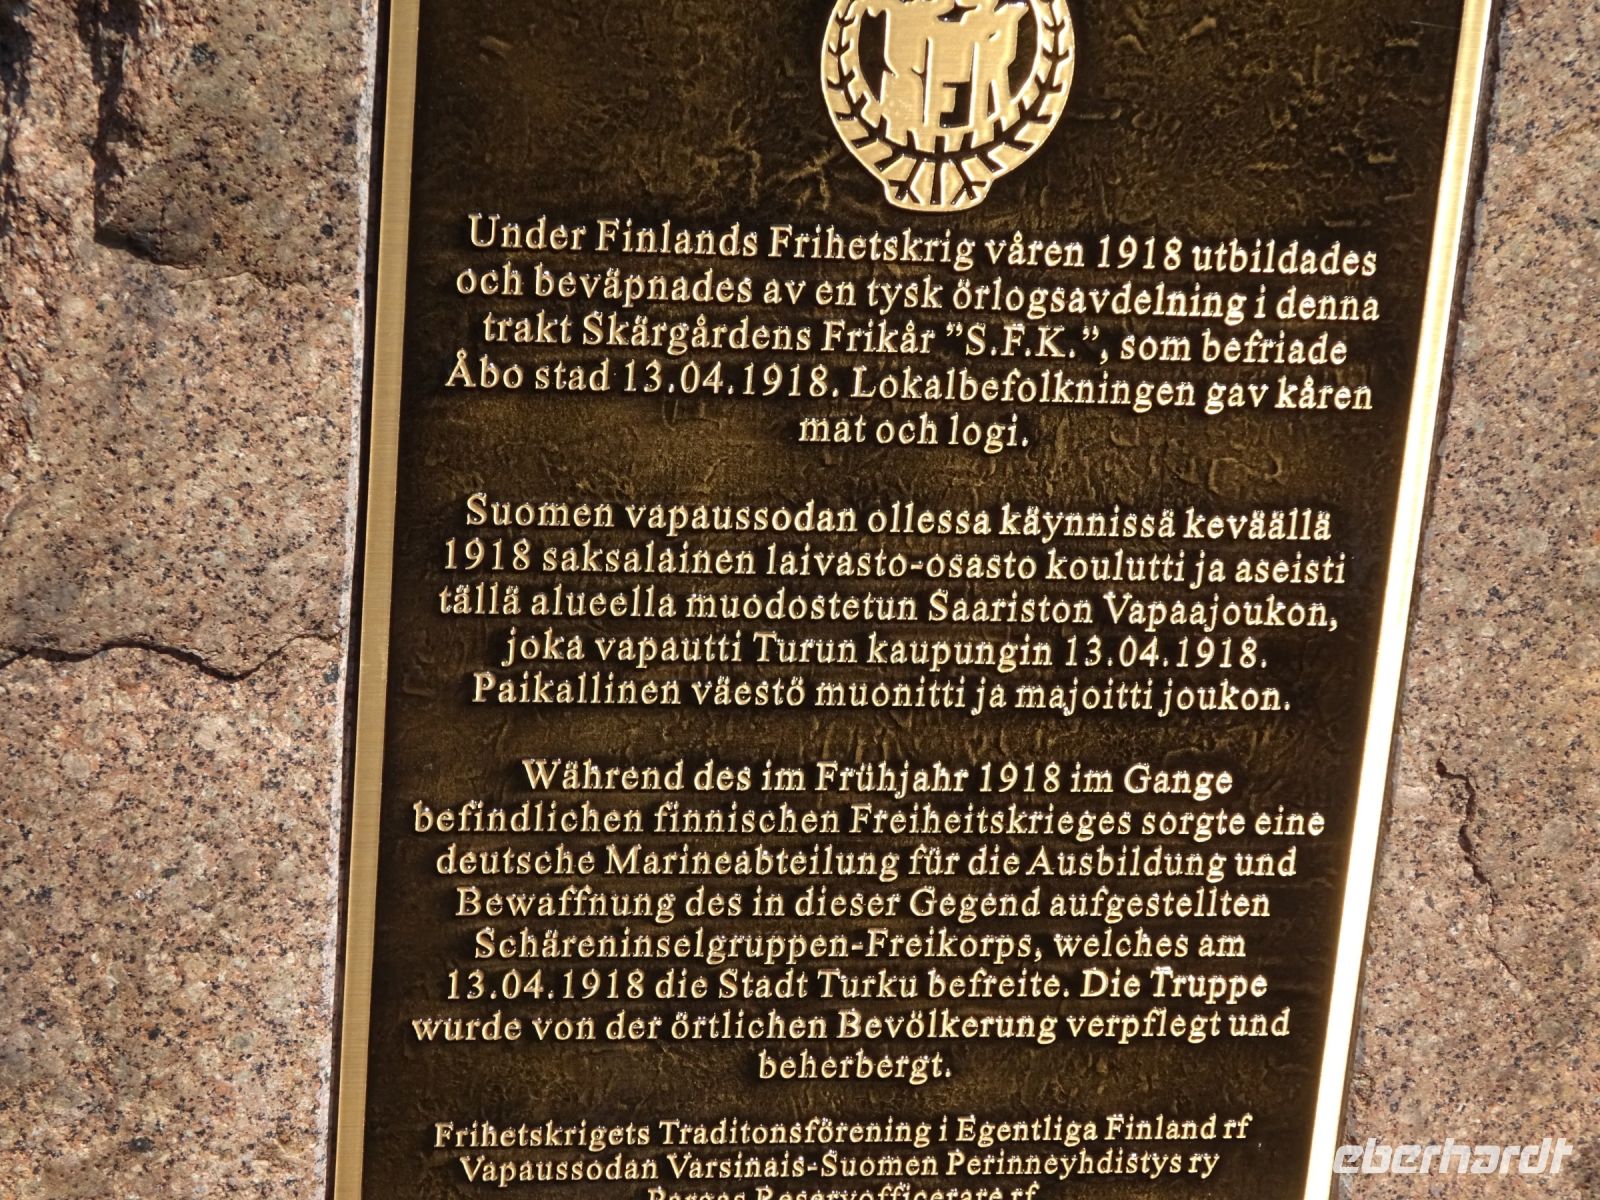 SFK
Under Finlands Frihetskrig våren 1918 utbildades
och beväpnades av en tysk örlogsavdelning i denna
trakt Skärgårdens Frikår "S.F.K.", som befriade
Åbo stad 13.04.1918. Lokalbefolkningen gav kåren
mat och logi.
Suomen vapaussodan ollessa käynnissä keväällä
1918 saksalainen laivasto-osasto koulutti ja aseisti
tällä alueella muodostetun Saariston Vapaajoukon,
joka vapautti Turun kaupungin 13.04.1918.
Paikallinen väestö muonitti ja majoitti joukon.
Während des im Frühjahr 1918 im Gange
befindlichen finnischen Freiheitskrieges sorgte eine
deutsche Marineabteilung für die Ausbildung und
Bewaffnung des in dieser Gegend aufgestellten
Schäreninselgruppen-Freikorps, welches am
13.04.1918 die Stadt Turku befreite. Die Truppe
wurde von der örtlichen Bevölkerung verpflegt und
beherbergt.
Frihetskrigets Traditonsförening i Egentliga Finland rf
Vapaussodan Varsinais-Suomen Perinneyhdistys ry
Pargas Reservofficerare rf
eberhardt